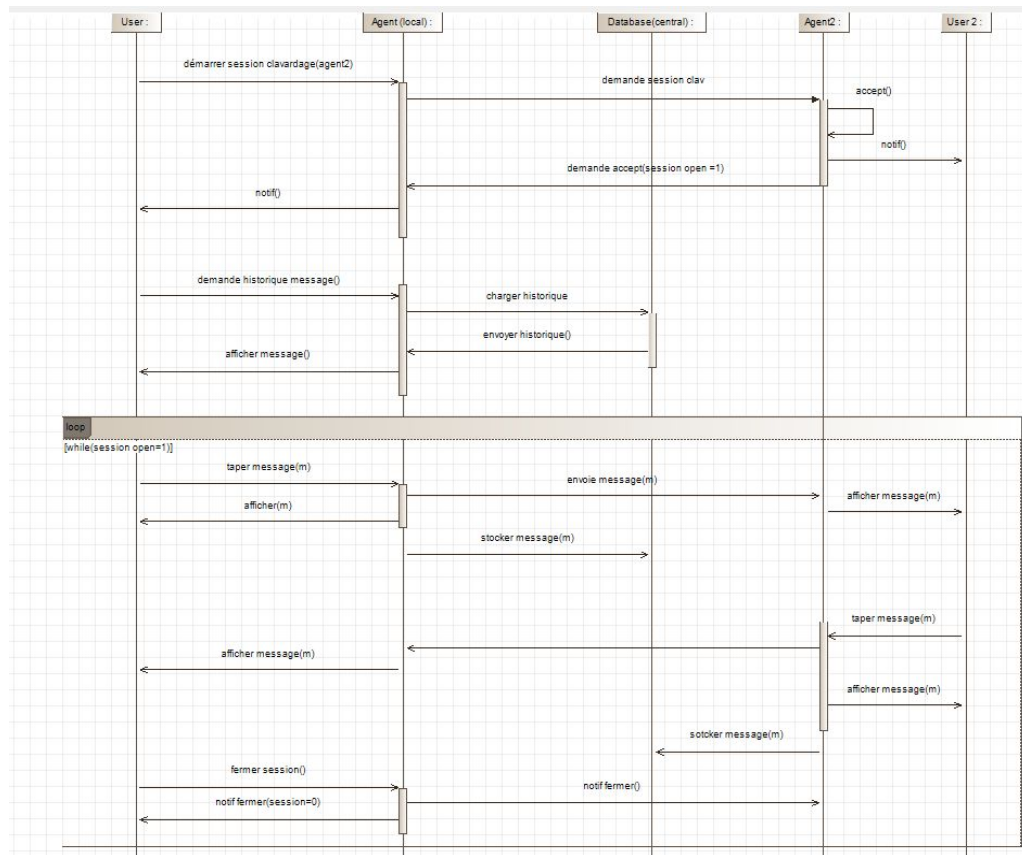 User :
Agent (local) :
Database(central) :
Agent2 :
User 2 :
démarrer session clavardage(agent2)
demande session clav
accept()
notif()
demande accept(session open =1)
notif()
demande historique message()
charger historique
envoyer historique()
afficher message()
loop
[while(session open=1)]
taper message(m)
envoie message(m)
afficher message(m)
afficher(m)
stocker message(m)
taper message(m)
afficher message(m)
afficher message(m)
sotcker message(m)
fermer session()
notif fermer()
notif fermer(session=0)